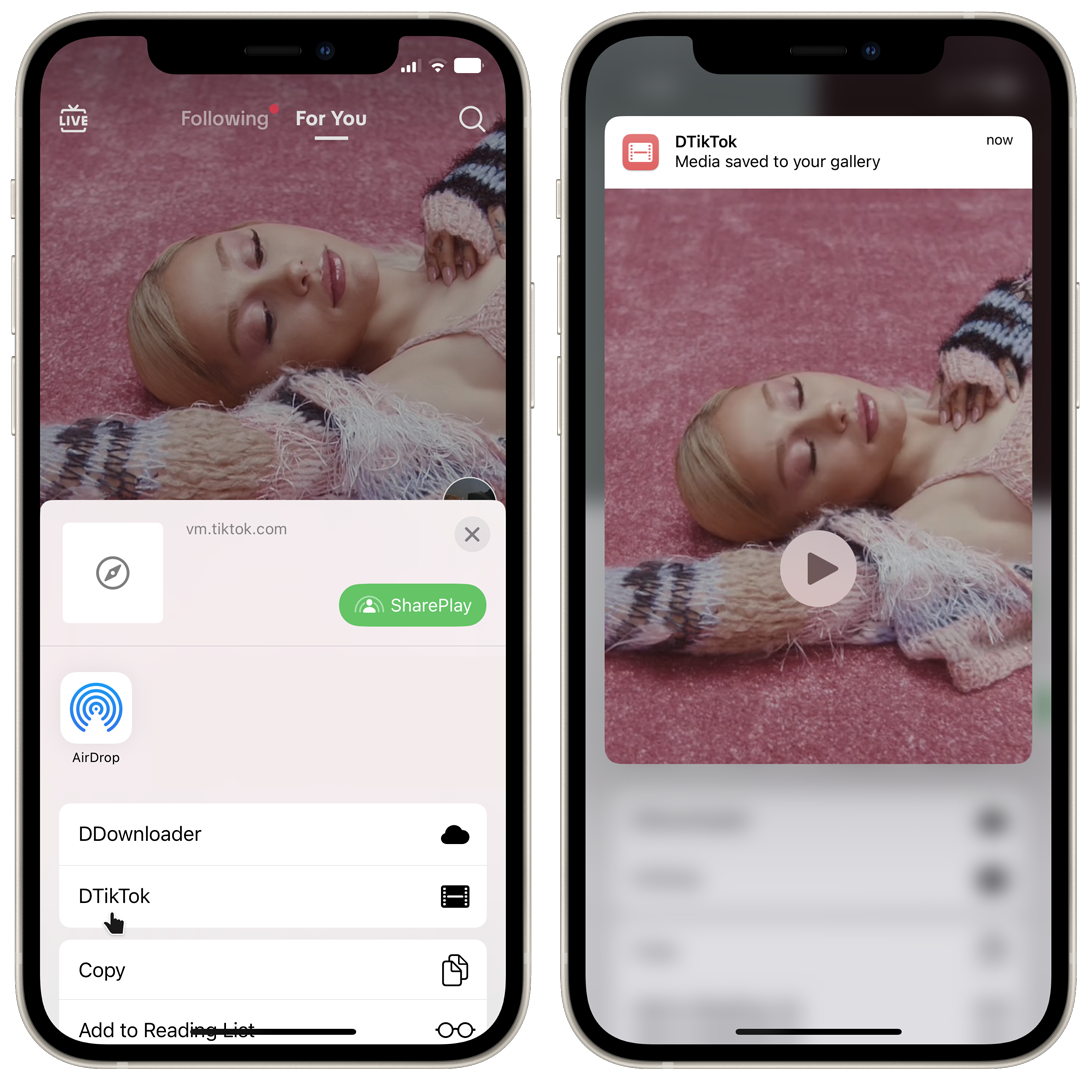 LIVE
Following
For You
vm.tiktok.com
SharePlay
AirDrop
DDownloader
DTikTok
Copy
Add to Reading List
DTikTok
now
Media saved to your gallery